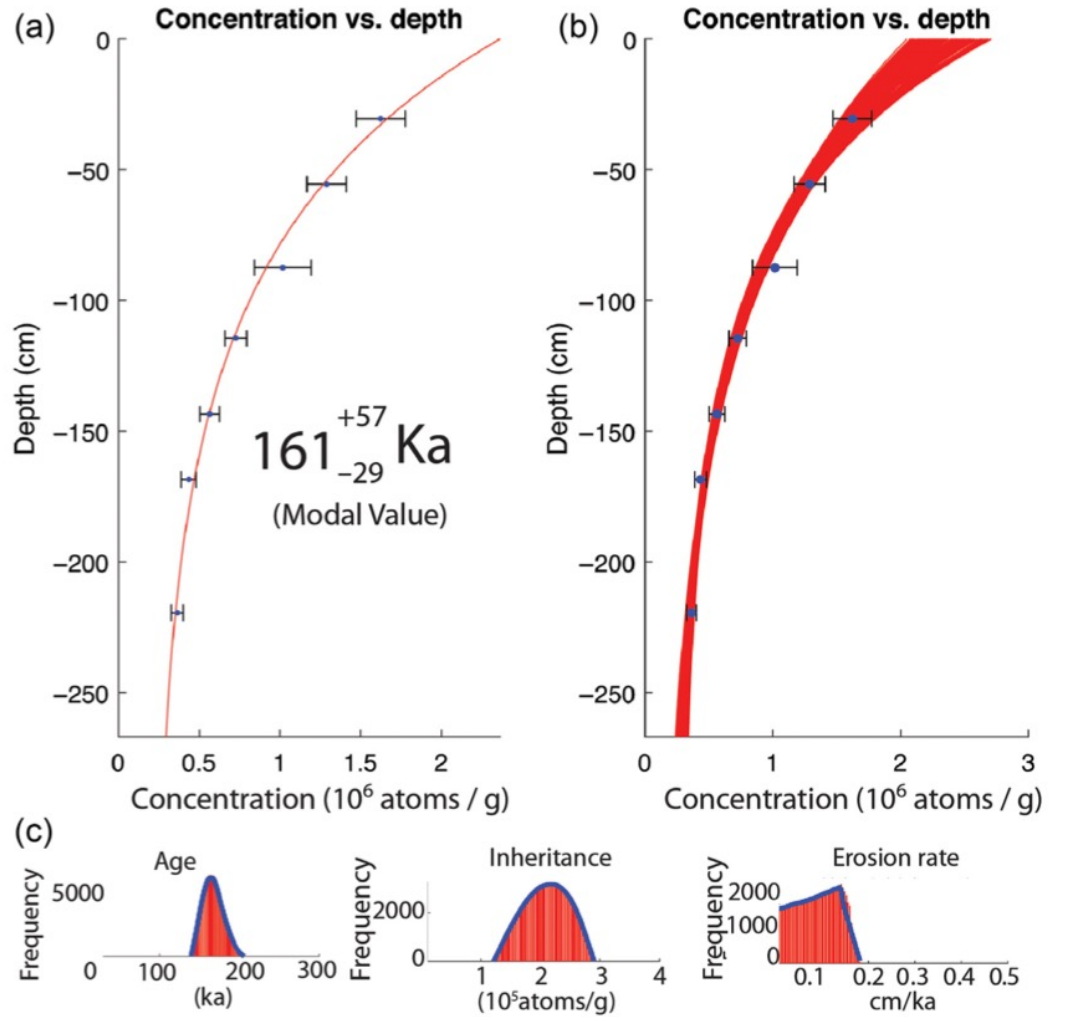 (a)
Concentration vs. depth
0
−50
−100
−150
−200
−250
Depth (cm)
161 +57 −29 Ka
(Modal Value)
0 0.5 1 1.5 2
Concentration (10⁶ atoms / g)
(b)
Concentration vs. depth
0
−50
−100
−150
−200
−250
Depth (cm)
0 1 2 3
Concentration (10⁶ atoms / g)
(c)
Age
Frequency
5000
0 100 200 300
(ka)
Inheritance
Frequency
2000
0
1 2 3 4
(10⁵atoms/g)
Erosion rate
Frequency
2000
1000
0
0.1 0.2 0.3 0.4 0.5
cm/ka